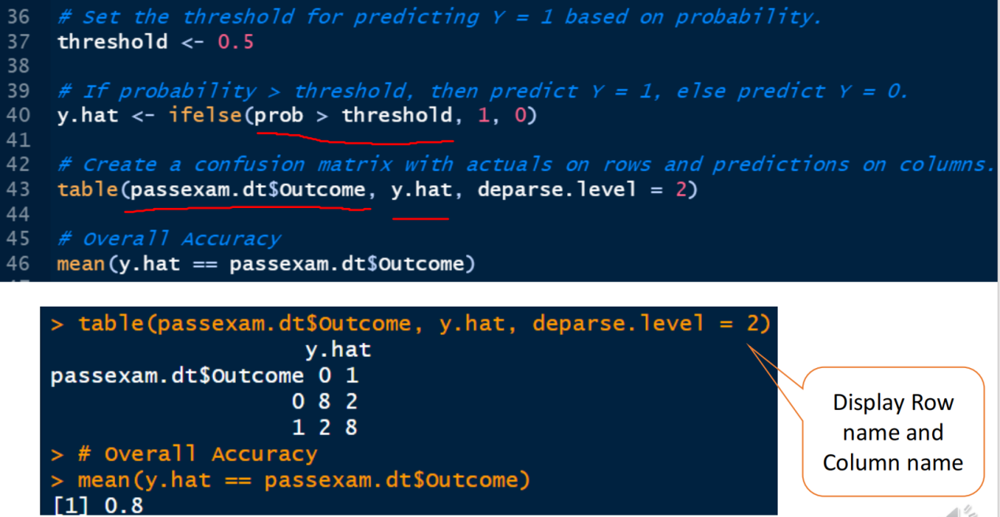 36 # Set the threshold for predicting Y = 1 based on probability.
37 threshold <- 0.5
38
39 # If probability > threshold, then predict Y = 1, else predict Y = 0.
40 y.hat <- ifelse(prob > threshold, 1, 0)
41
42 # Create a confusion matrix with actuals on rows and predictions on columns.
43 table(passexam.dt$Outcome, y.hat, deparse.level = 2)
44
45 # Overall Accuracy
46 mean(y.hat == passexam.dt$Outcome)
> table(passexam.dt$Outcome, y.hat, deparse.level = 2)
y.hat
passexam.dt$Outcome 0 1
0 8 2
1 2 8
> # Overall Accuracy
> mean(y.hat == passexam.dt$Outcome)
[1] 0.8
Display Row
name and
Column name